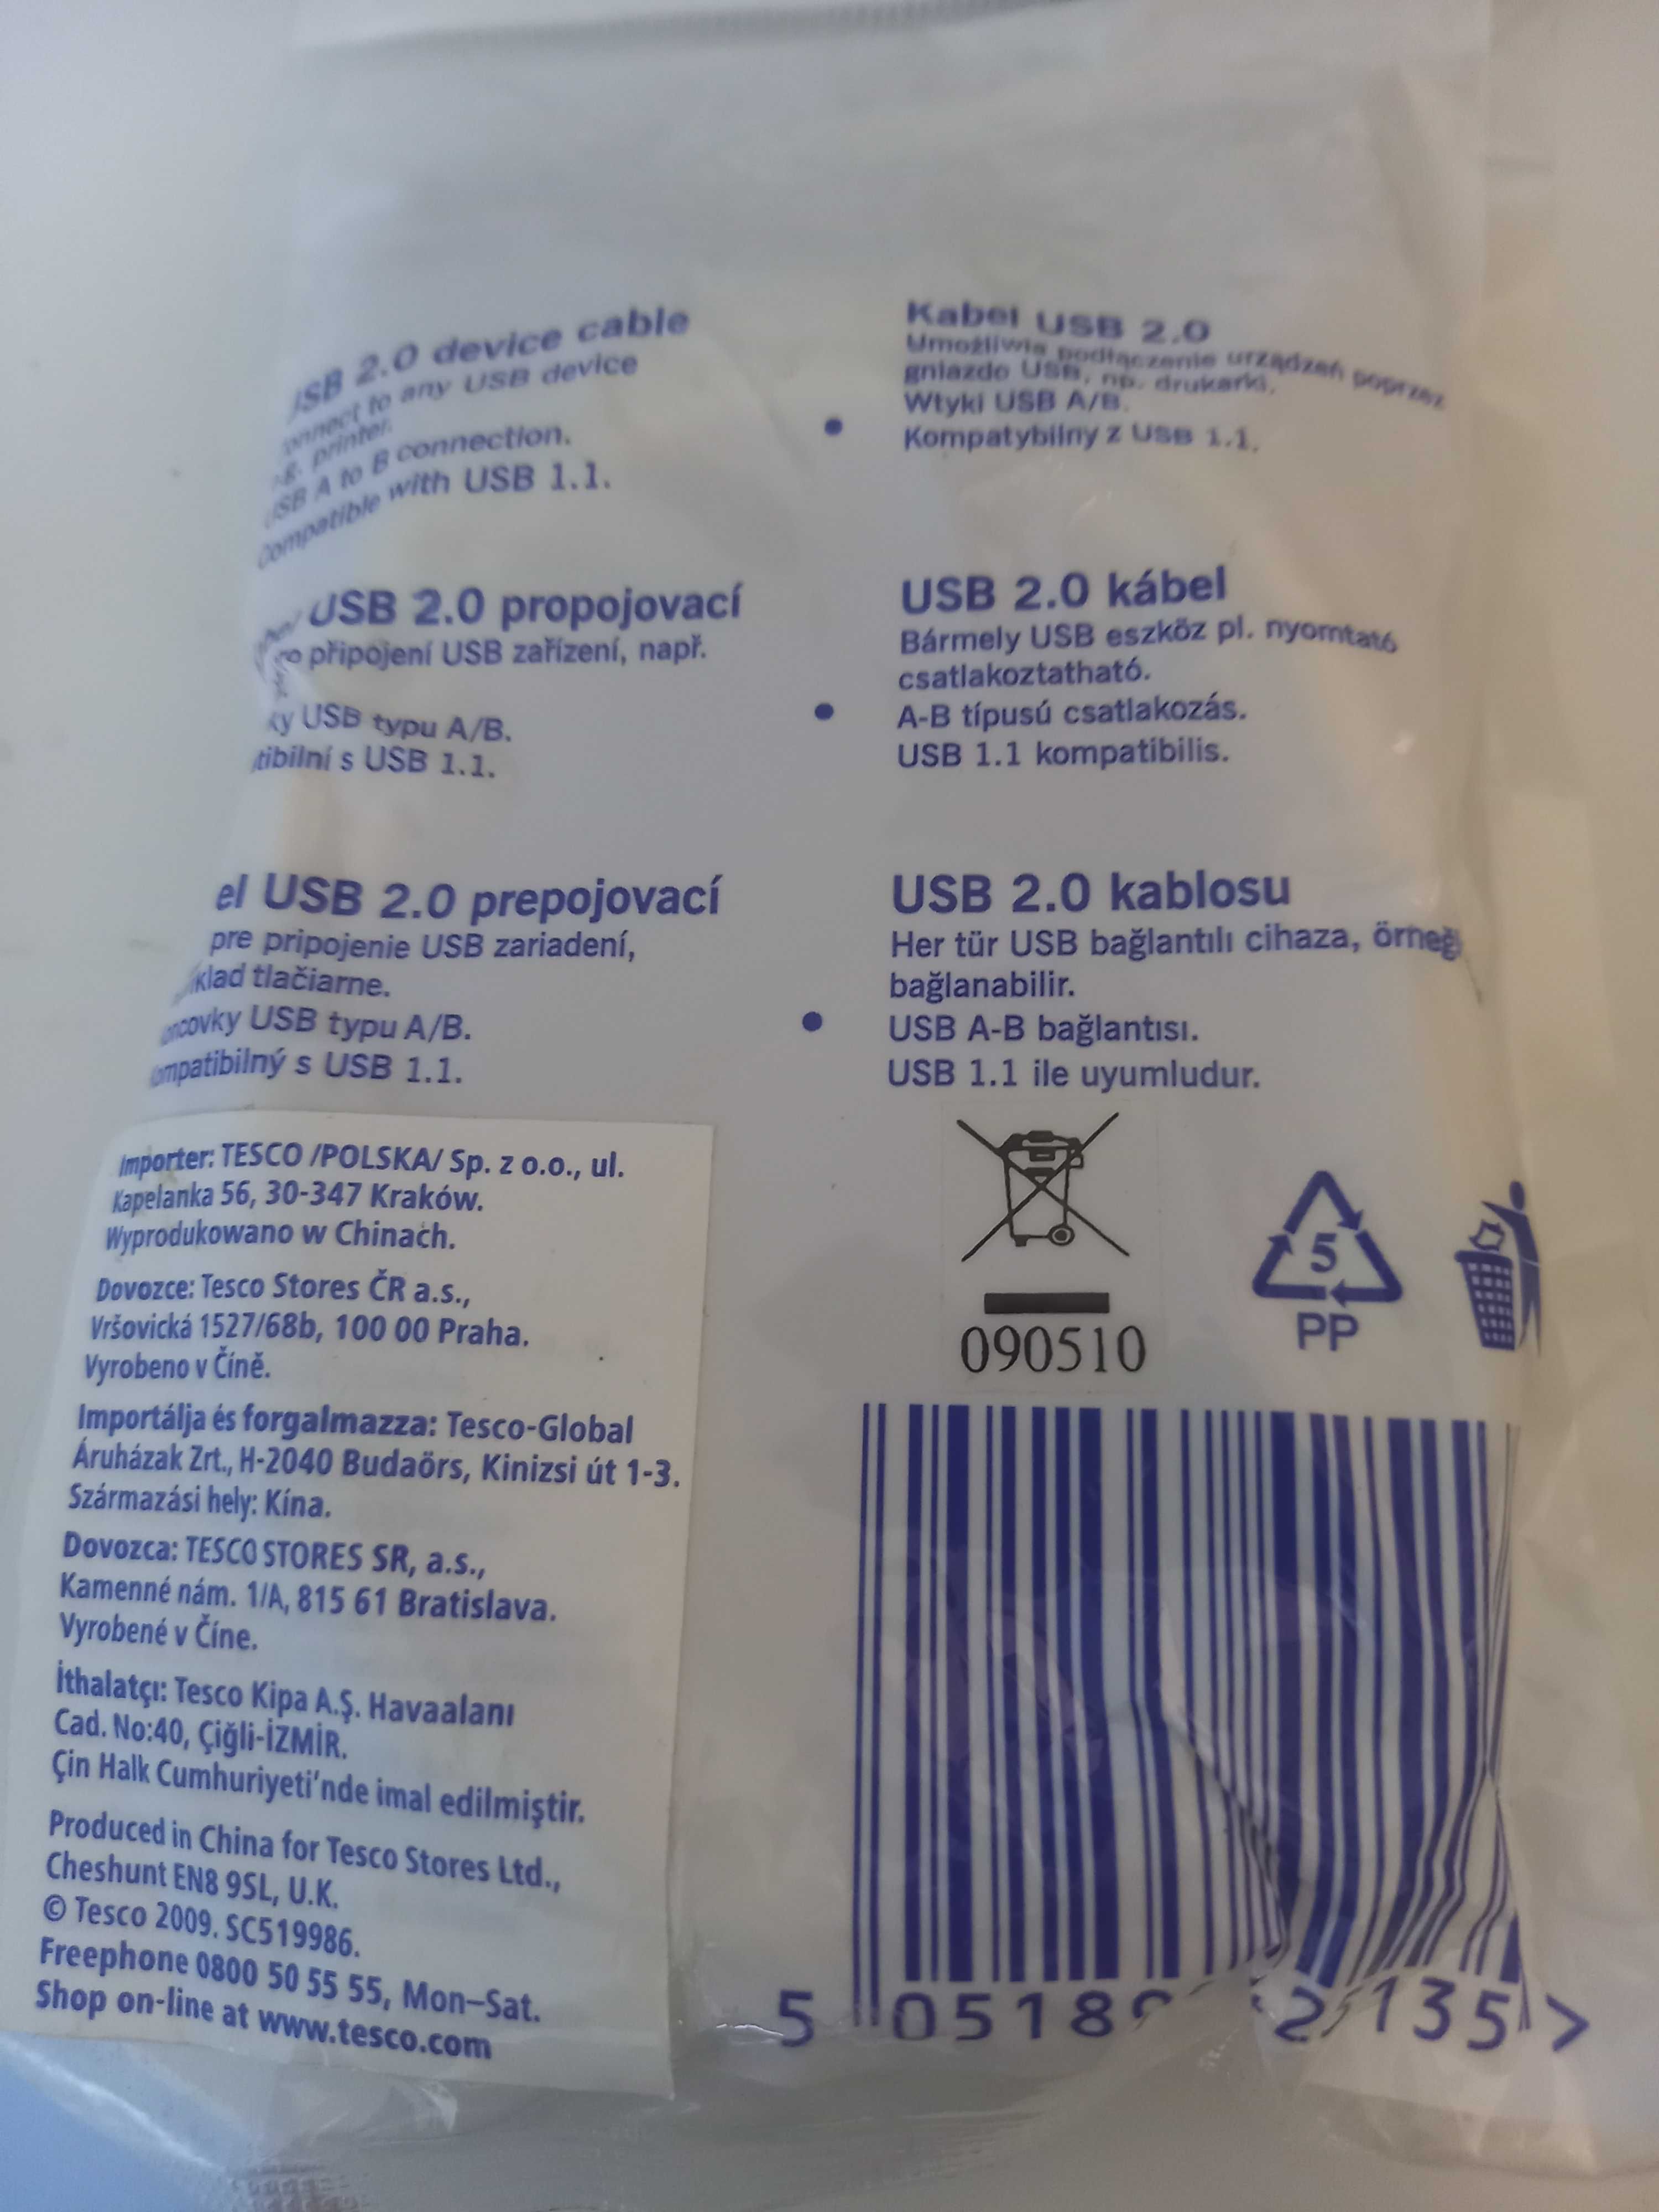 2.0 device cable
to any USB device
printer.
A to B connection.
Compatible with USB 1.1.
Kabel USB 2.0
Umożliwia podłączenie urządzeń poprzez
gniazdo USB, np. drukarki.
Wtyki USB A/B.
Kompatybilny z USB 1.1.
USB 2.0 propojovací
připojení USB zařízení, např.
USB typu A/B.
s USB 1.1.
USB 2.0 kábel
Bármely USB eszköz pl. nyomtató
csatlakoztatható.
• A-B típusú csatlakozás.
USB 1.1 kompatibilis.
USB 2.0 prepojovací
pre pripojenie USB zariadení,
tlačiarne.
USB typu A/B.
s USB 1.1.
USB 2.0 kablosu
Her tür USB bağlantılı cihaza,
bağlanabilir.
• USB A-B bağlantısı.
USB 1.1 ile uyumludur.
Importer: TESCO /POLSKA/ Sp. z o.o., ul.
Kapelanka 56, 30-347 Kraków.
Wyprodukowano w Chinach.
Dovozce: Tesco Stores ČR a.s.,
Vršovická 1527/68b, 100 00 Praha.
Vyrobeno v Číně.
Importálja és forgalmazza: Tesco-Global
Áruházak Zrt., H-2040 Budaörs, Kinizsi út 1-3.
Származási hely: Kína.
Dovozca: TESCO STORES SR, a.s.,
Kamenné nám. 1/A, 815 61 Bratislava.
Vyrobené v Číne.
İthalatçı: Tesco Kipa A.Ş. Havaalanı
Cad. No:40, Çiğli-İZMİR.
Çin Halk Cumhuriyeti'nde imal edilmiştir.
Produced in China for Tesco Stores Ltd.,
Cheshunt EN8 9SL, U.K.
© Tesco 2009. SC519986.
Freephone 0800 50 55 55, Mon–Sat.
Shop on-line at www.tesco.com
090510
5
PP
5 05189 2135 >